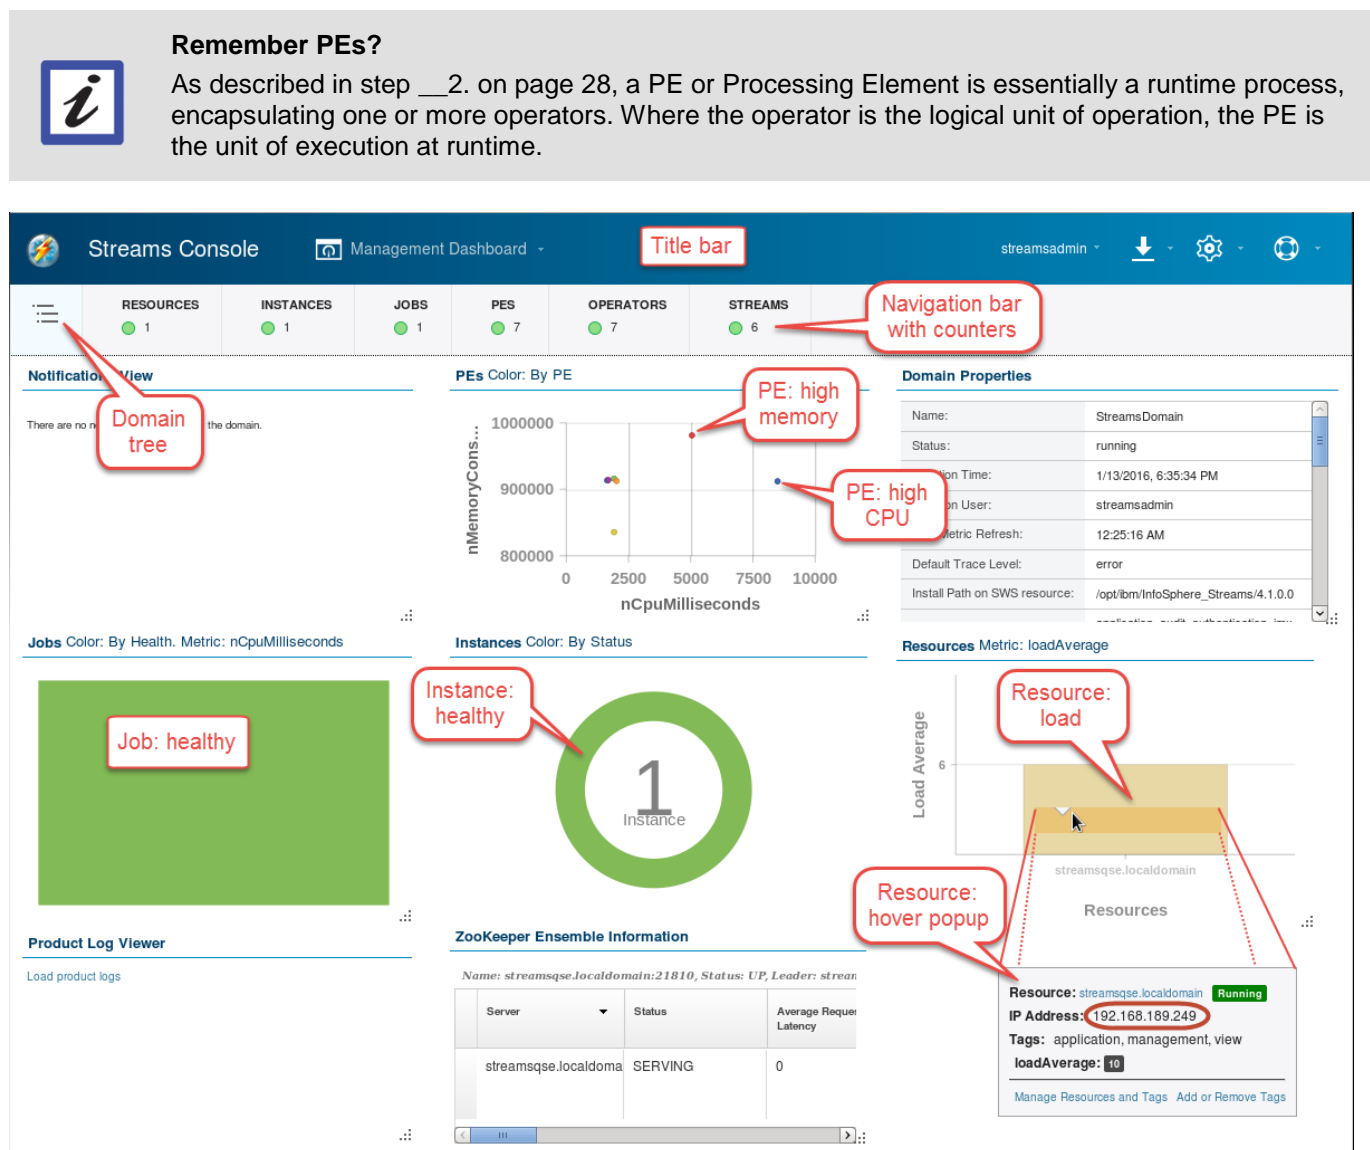 Remember PEs?
As described in step __2. on page 28, a PE or Processing Element is essentially a runtime process,
encapsulating one or more operators. Where the operator is the logical unit of operation, the PE is
the unit of execution at runtime.
Streams Console
Management Dashboard
Title bar
streamsadmin
RESOURCES
1
INSTANCES
1
JOBS
1
PES
7
OPERATORS
7
STREAMS
6
Navigation bar
with counters
Notification View
There are no n
the domain.
Domain
tree
PEs Color: By PE
nMemoryCons...
1000000
900000
800000
0 2500 5000 7500 10000
nCpuMilliseconds
PE: high
memory
PE: high
CPU
Domain Properties
Name: StreamsDomain
Status: running
tion Time: 1/13/2016, 6:35:34 PM
on User: streamsadmin
Metric Refresh: 12:25:16 AM
Default Trace Level: error
Install Path on SWS resource: /opt/ibm/InfoSphere_Streams/4.1.0.0
Jobs Color: By Health. Metric: nCpuMilliseconds
Job: healthy
Instances Color: By Status
Instance:
healthy
1
Instance
Resources Metric: loadAverage
Resource:
load
Load Average
6
streamsqse.localdomain
Resources
Resource:
hover popup
Product Log Viewer
Load product logs
ZooKeeper Ensemble Information
Name: streamsqse.localdomain:21810, Status: UP, Leader: strean
Server Status Average Reques
Latency
streamsqse.localdoma SERVING 0
Resource: streamsqse.localdomain Running
IP Address: 192.168.189.249
Tags: application, management, view
loadAverage: 10
Manage Resources and Tags Add or Remove Tags